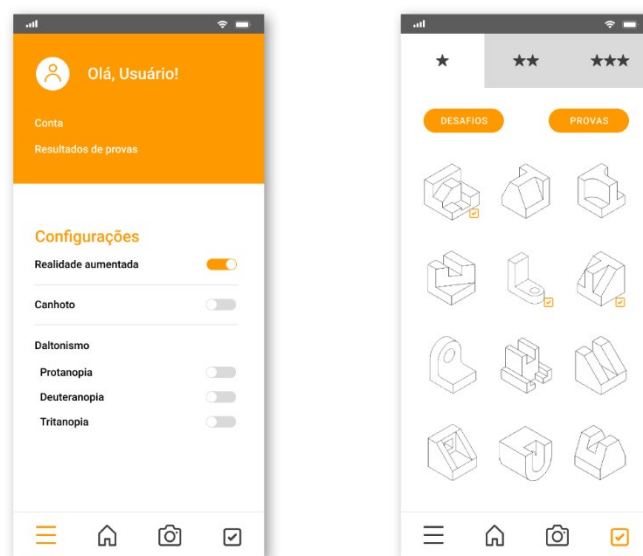 Olá, Usuário!
Conta
Resultados de provas
Configurações
Realidade aumentada
Canhoto
Daltonismo
Protanopia
Deuteranopia
Tritanopia
DESAFIOS
PROVAS